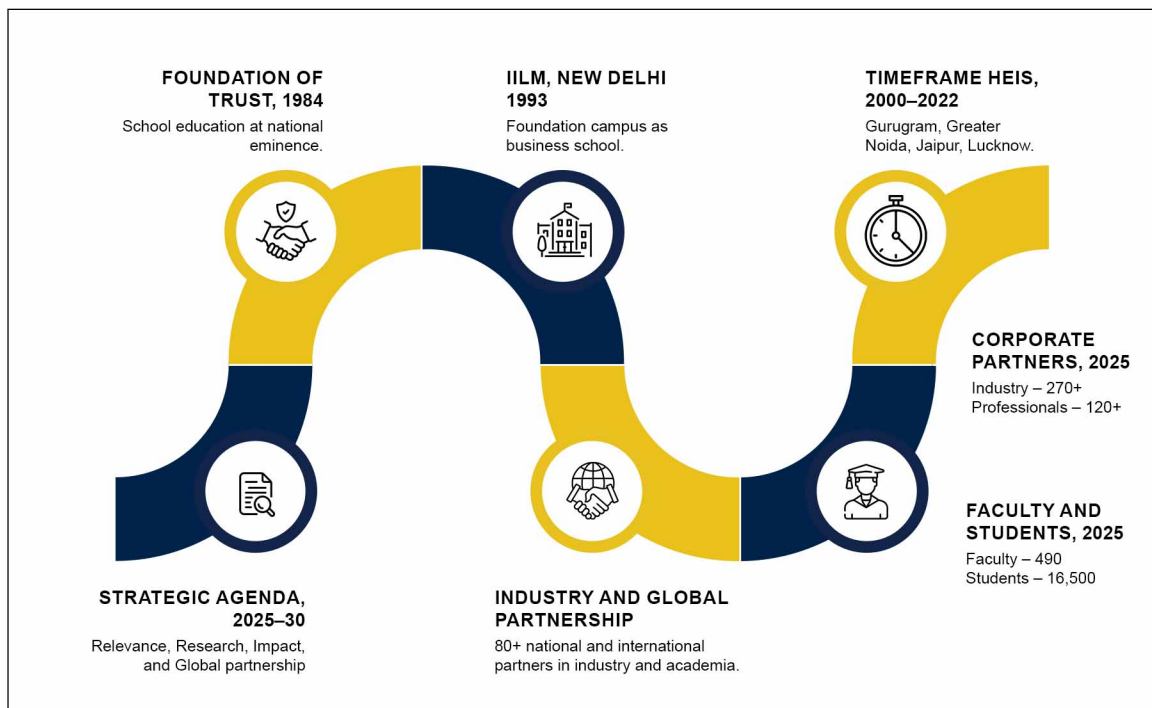 FOUNDATION OF
TRUST, 1984
School education at national
eminence.
IILM, NEW DELHI
1993
Foundation campus as
business school.
TIMEFRAME HEIS,
2000–2022
Gurugram, Greater
Noida, Jaipur, Lucknow.
CORPORATE
PARTNERS, 2025
Industry – 270+
Professionals – 120+
FACULTY AND
STUDENTS, 2025
Faculty – 490
Students – 16,500
STRATEGIC AGENDA,
2025–30
Relevance, Research, Impact,
and Global partnership
INDUSTRY AND GLOBAL
PARTNERSHIP
80+ national and international
partners in industry and academia.